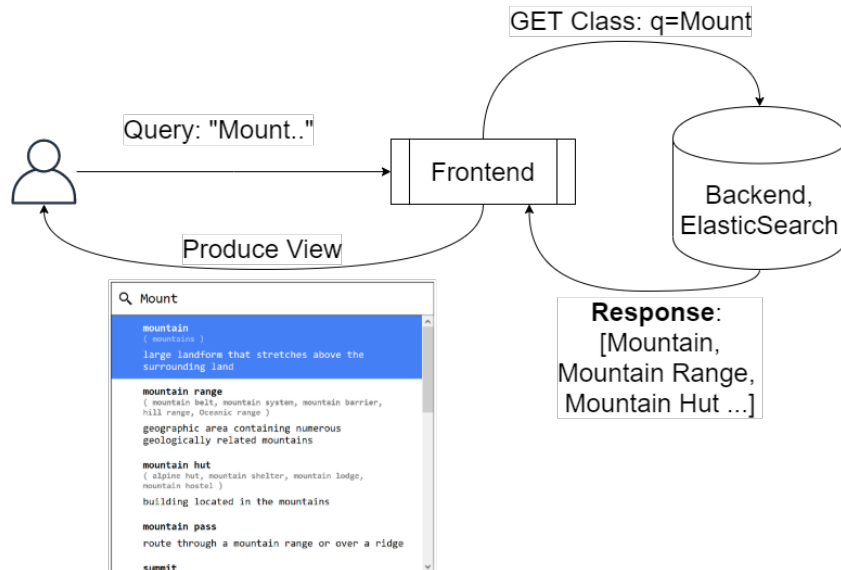 GET Class: q=Mount
Query: "Mount.."
Frontend
Backend,
ElasticSearch
Produce View
Response:
[Mountain,
Mountain Range,
Mountain Hut ...]
Mount
mountain
( mountains )
large landform that stretches above the
surrounding land
mountain range
( mountain belt, mountain system, mountain barrier,
hill range, Oceanic range )
geographic area containing numerous
geologically related mountains
mountain hut
( alpine hut, mountain shelter, mountain lodge,
mountain hostel )
building located in the mountains
mountain pass
route through a mountain range or over a ridge
summit